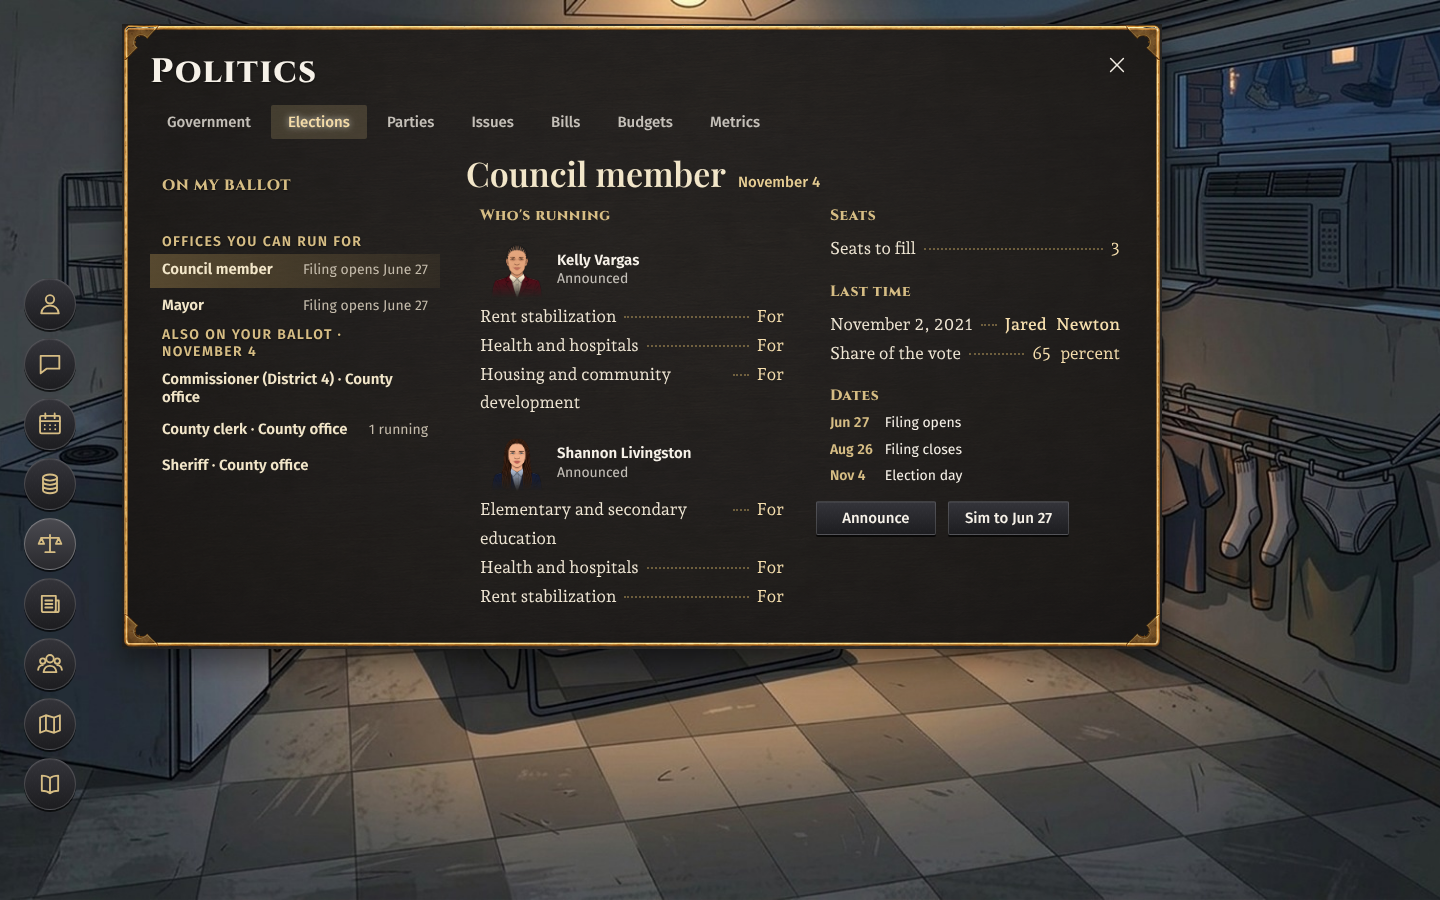 Politics
Government Elections Parties Issues Bills Budgets Metrics
On my ballot
OFFICES YOU CAN RUN FOR
Council member Filing opens June 27
Mayor Filing opens June 27
ALSO ON YOUR BALLOT ·
NOVEMBER 4
Commissioner (District 4) · County
office
County clerk · County office 1 running
Sheriff · County office
Council member November 4
Who's running
Kelly Vargas
Announced
Rent stabilization For
Health and hospitals For
Housing and community For
development
Shannon Livingston
Announced
Elementary and secondary For
education
Health and hospitals For
Rent stabilization For
Seats
Seats to fill 3
Last time
November 2, 2021 Jared Newton
Share of the vote 65 percent
Dates
Jun 27 Filing opens
Aug 26 Filing closes
Nov 4 Election day
Announce Sim to Jun 27